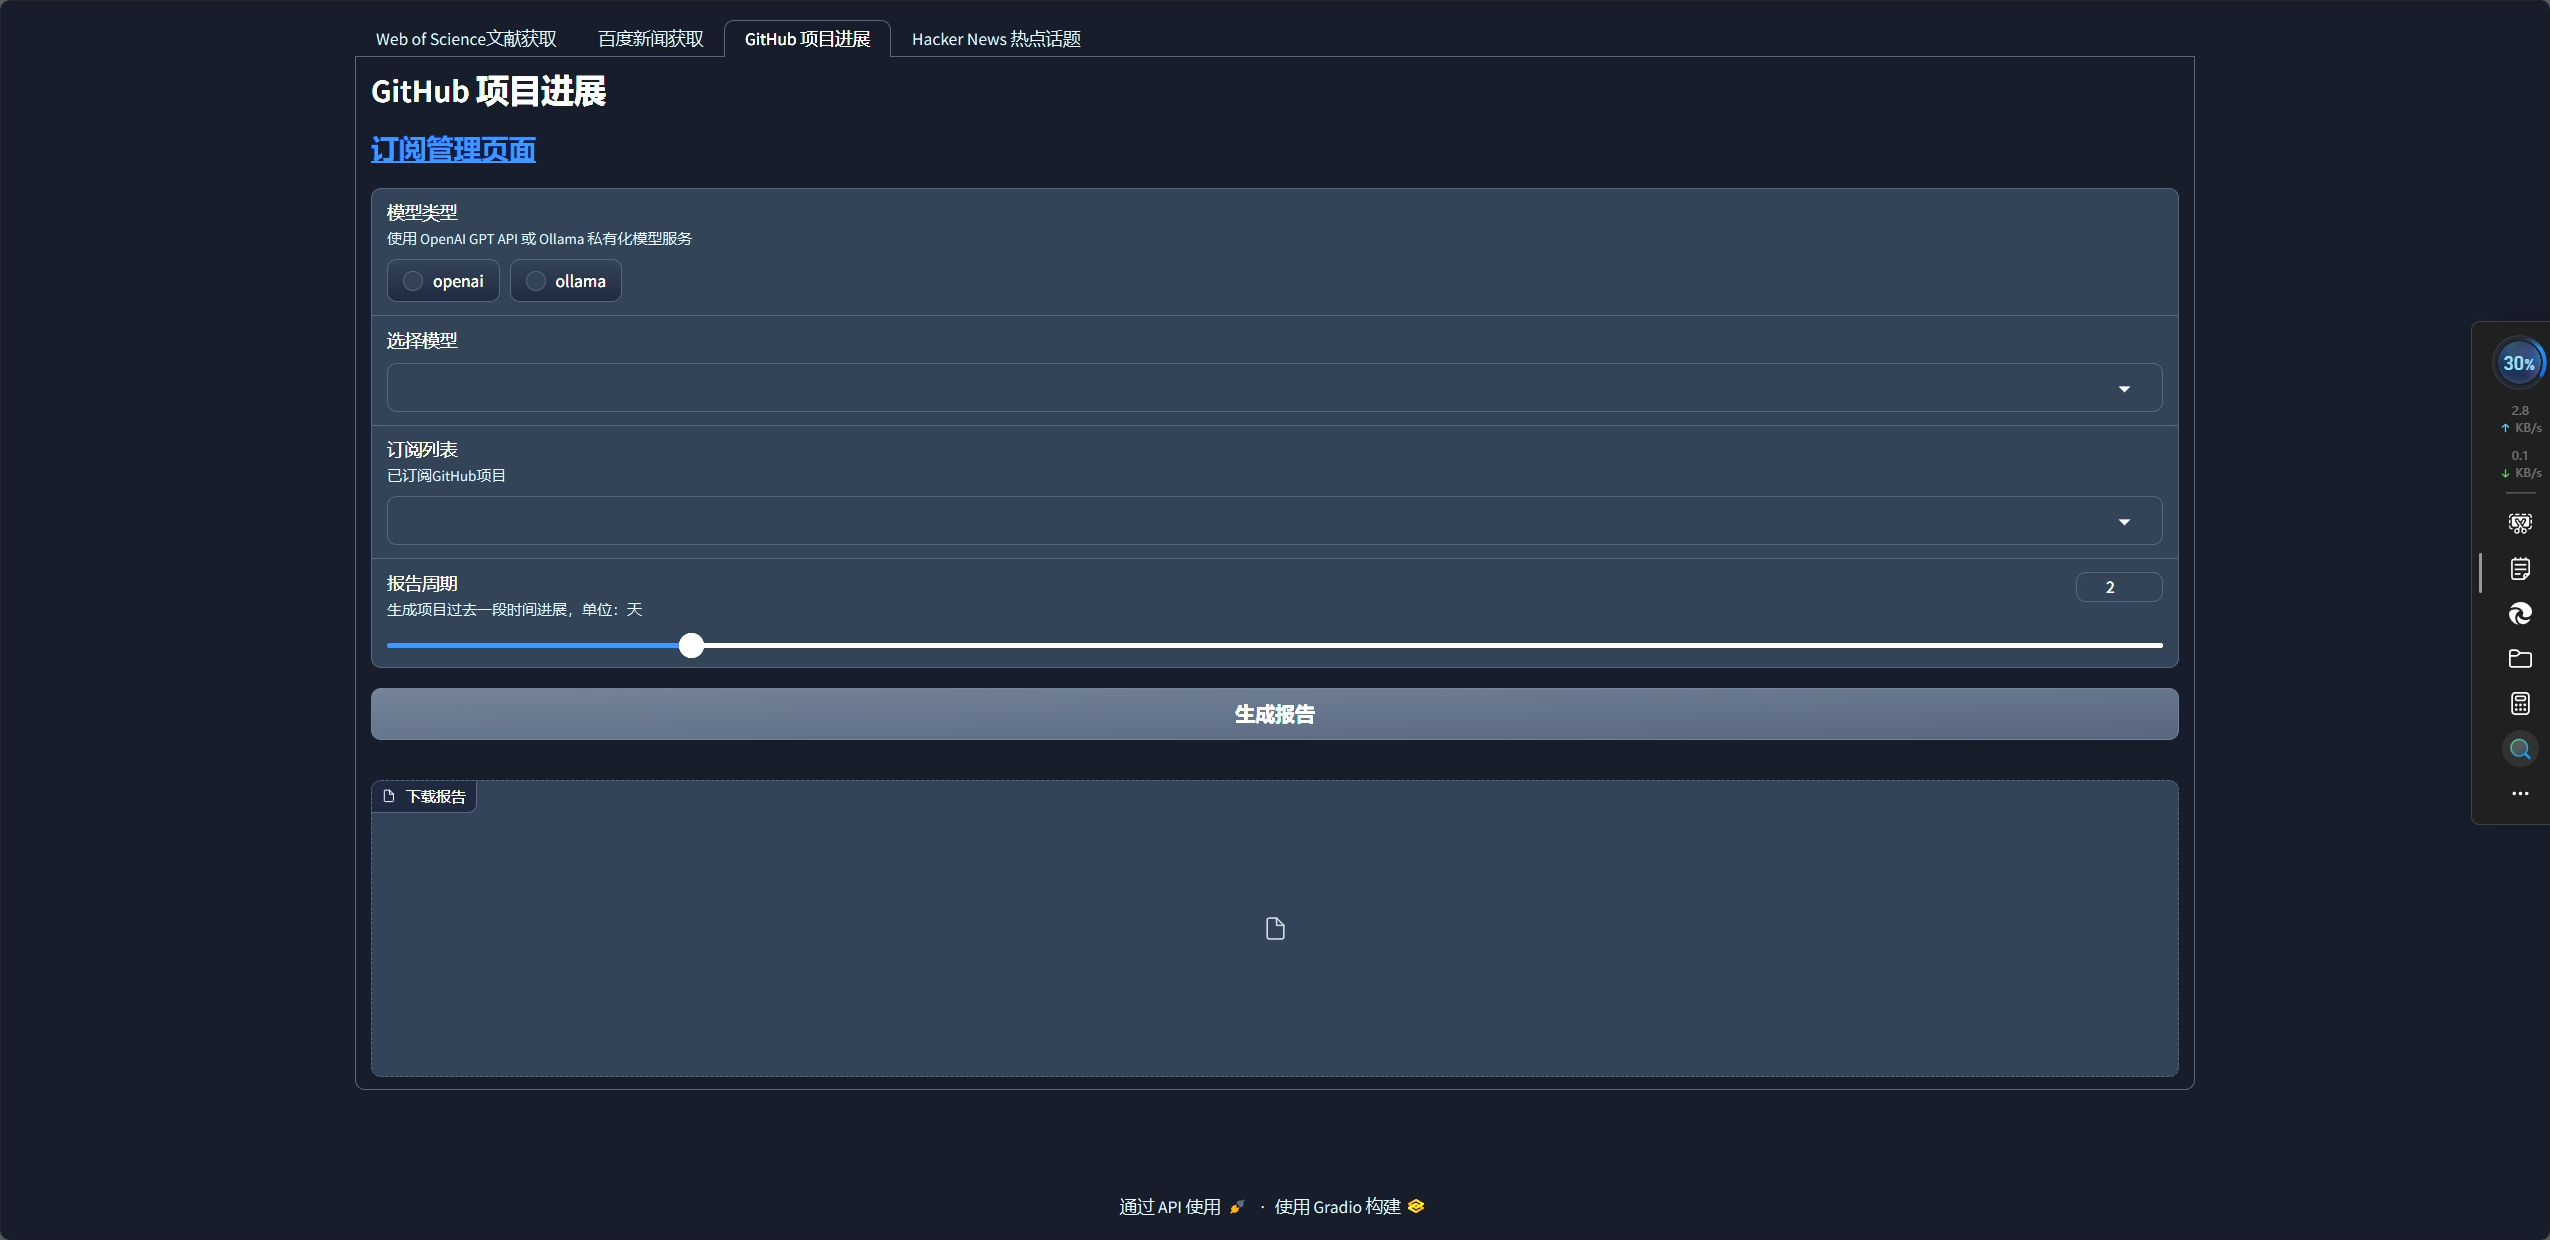 Web of Science文献获取
百度新闻获取
GitHub 项目进展
Hacker News 热点话题
GitHub 项目进展
订阅管理页面
模型类型
使用 OpenAI GPT API 或 Ollama 私有化模型服务
openai
ollama
选择模型
订阅列表
已订阅GitHub项目
报告周期
2
生成项目过去一段时间进展，单位：天
生成报告
下载报告
通过 API 使用 🚀 · 使用 Gradio 构建
30%
2.8
↑ KB/s
0.1
↓ KB/s